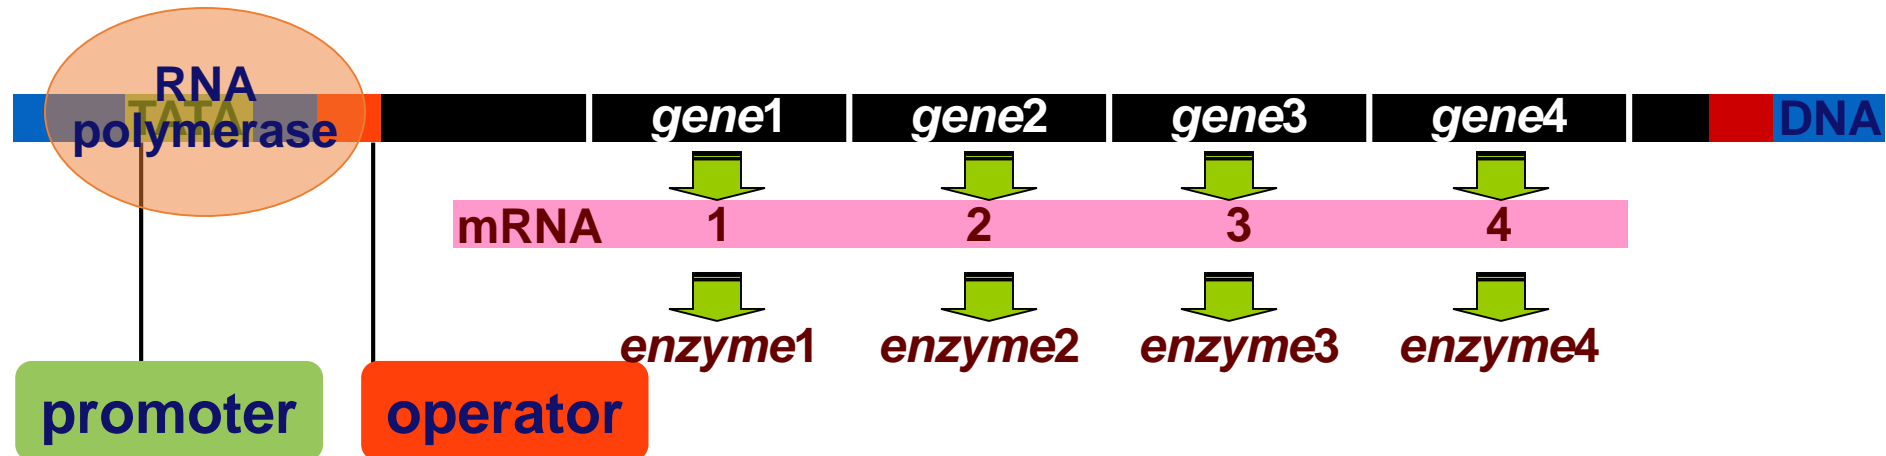 RNA
polymerase
TATA
gene1 gene2 gene3 gene4 DNA
mRNA 1 2 3 4
enzyme1 enzyme2 enzyme3 enzyme4
promoter operator